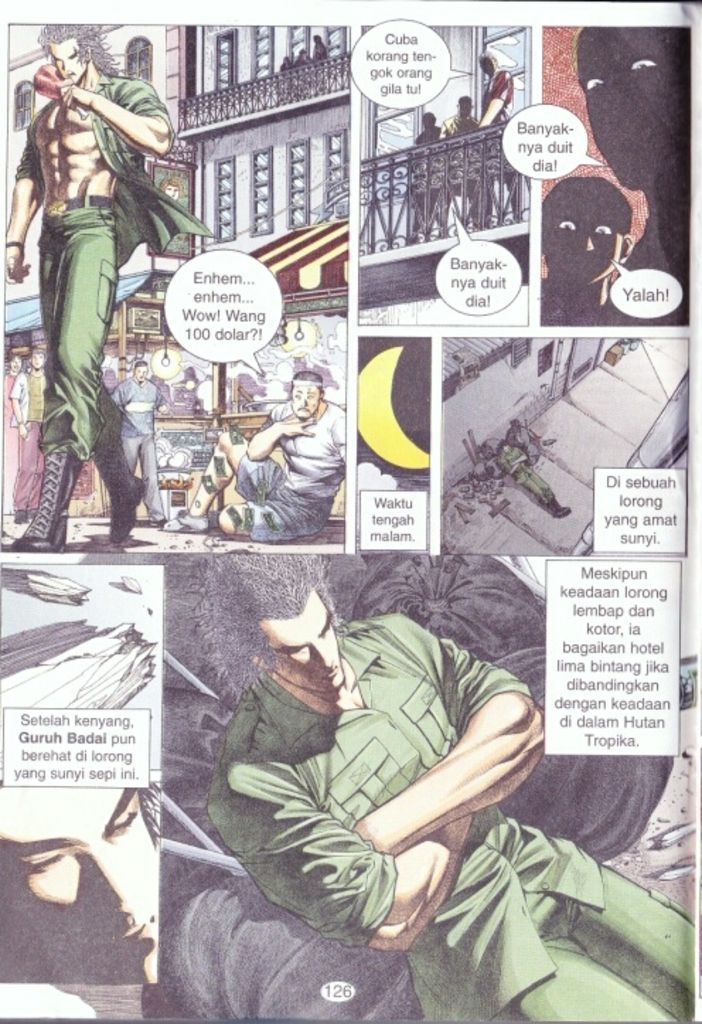 Enhem...
enhem...
Wow! Wang
100 dolar?!
Cuba
korang ten-
gok orang
gila tu!
Banyak-
nya duit
dia!
Banyak-
nya duit
dia!
Yalah!
Waktu
tengah
malam.
Di sebuah
lorong
yang amat
sunyi.
Setelah kenyang,
Guruh Badai pun
berehat di lorong
yang sunyi sepi ini.
Meskipun
keadaan lorong
lembap dan
kotor, ia
bagaikan hotel
lima bintang jika
dibandingkan
dengan keadaan
di dalam Hutan
Tropika.
126